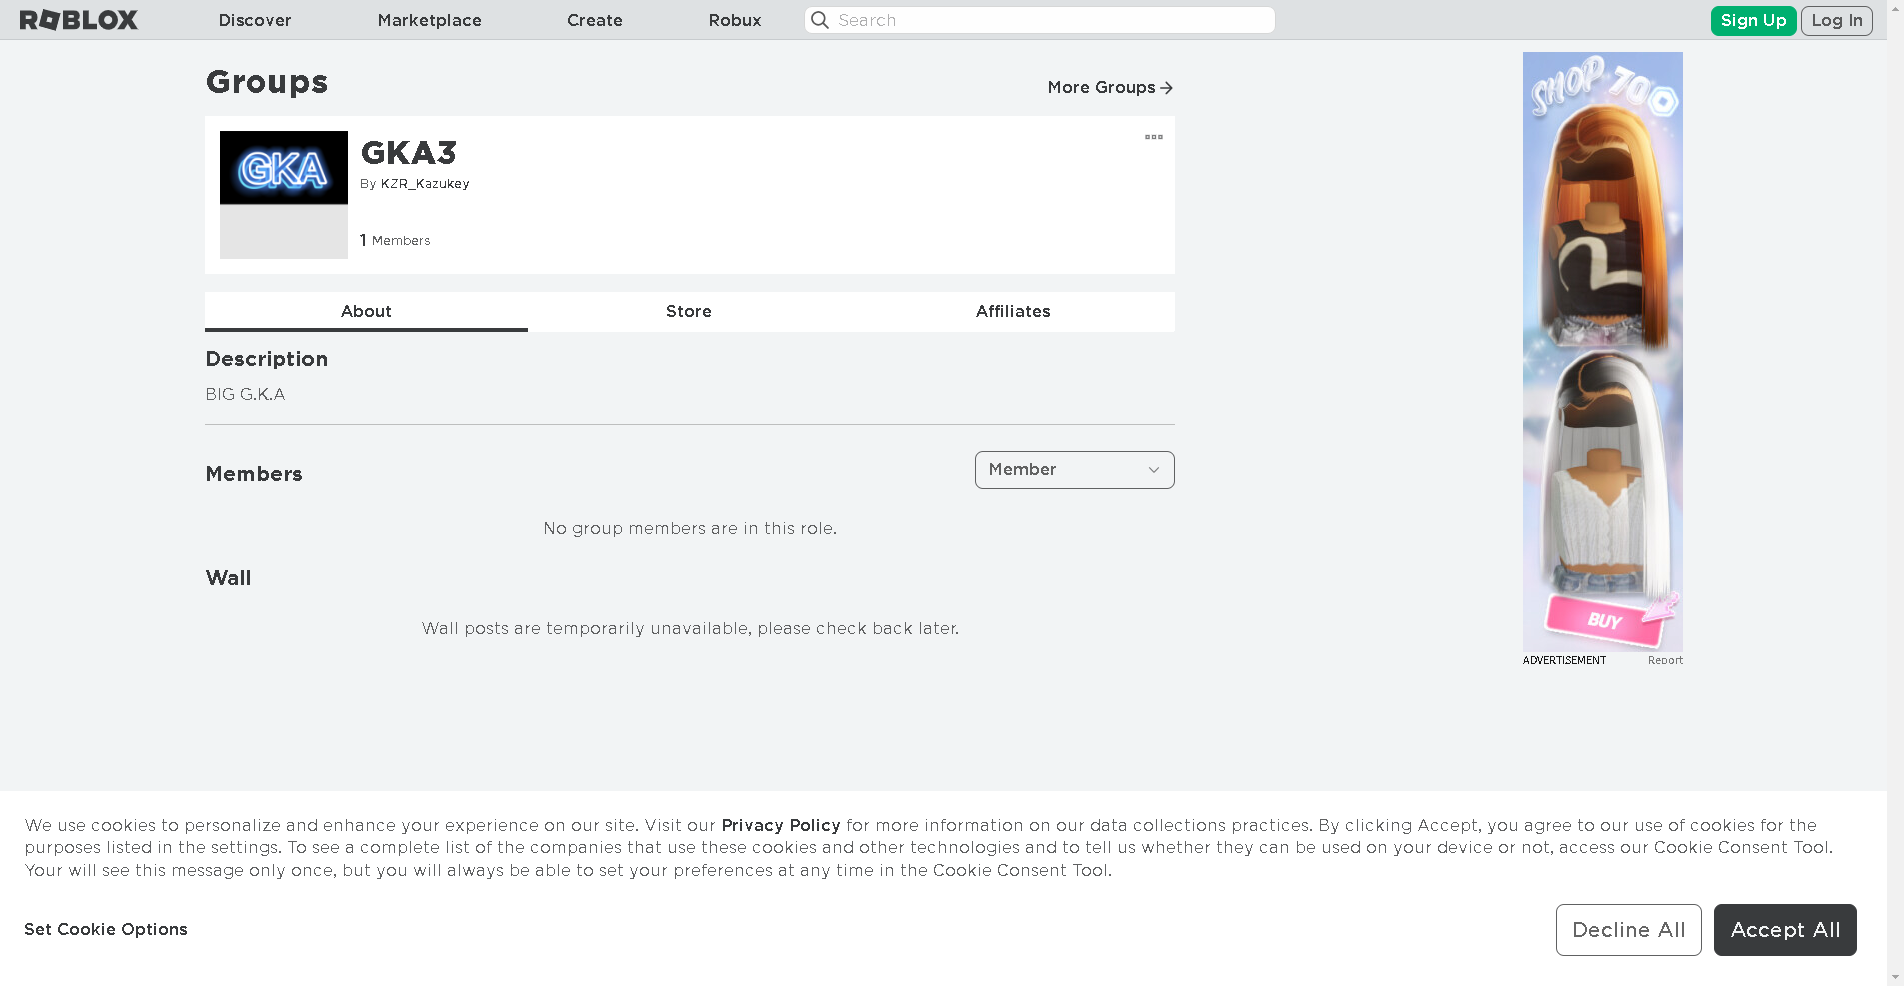 ROBLOX
Discover
Marketplace
Create
Robux
Search
Sign Up
Log In
Groups
More Groups
GKA
GKA3
By KZR_Kazukey
1 Members
About
Store
Affiliates
Description
BIG G.K.A
Members
Member
No group members are in this role.
Wall
Wall posts are temporarily unavailable, please check back later.
SHOP 70
BUY
ADVERTISEMENT
Report
We use cookies to personalize and enhance your experience on our site. Visit our Privacy Policy for more information on our data collections practices. By clicking Accept, you agree to our use of cookies for the
purposes listed in the settings. To see a complete list of the companies that use these cookies and other technologies and to tell us whether they can be used on your device or not, access our Cookie Consent Tool.
Your will see this message only once, but you will always be able to set your preferences at any time in the Cookie Consent Tool.
Set Cookie Options
Decline All
Accept All